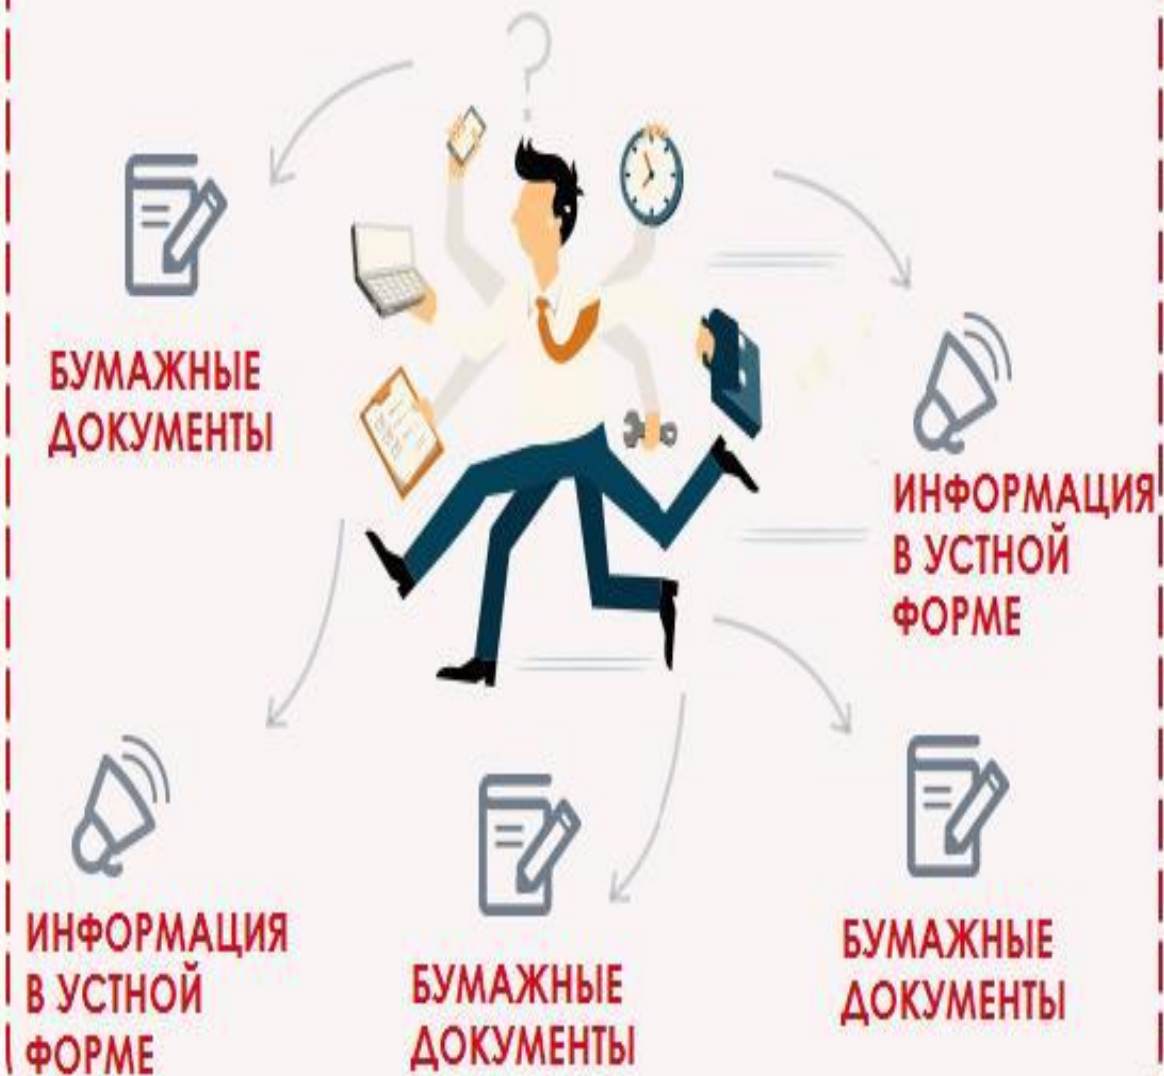 БУМАЖНЫЕ
ДОКУМЕНТЫ
ИНФОРМАЦИЯ
В УСТНОЙ
ФОРМЕ
ИНФОРМАЦИЯ
В УСТНОЙ
ФОРМЕ
БУМАЖНЫЕ
ДОКУМЕНТЫ
БУМАЖНЫЕ
ДОКУМЕНТЫ